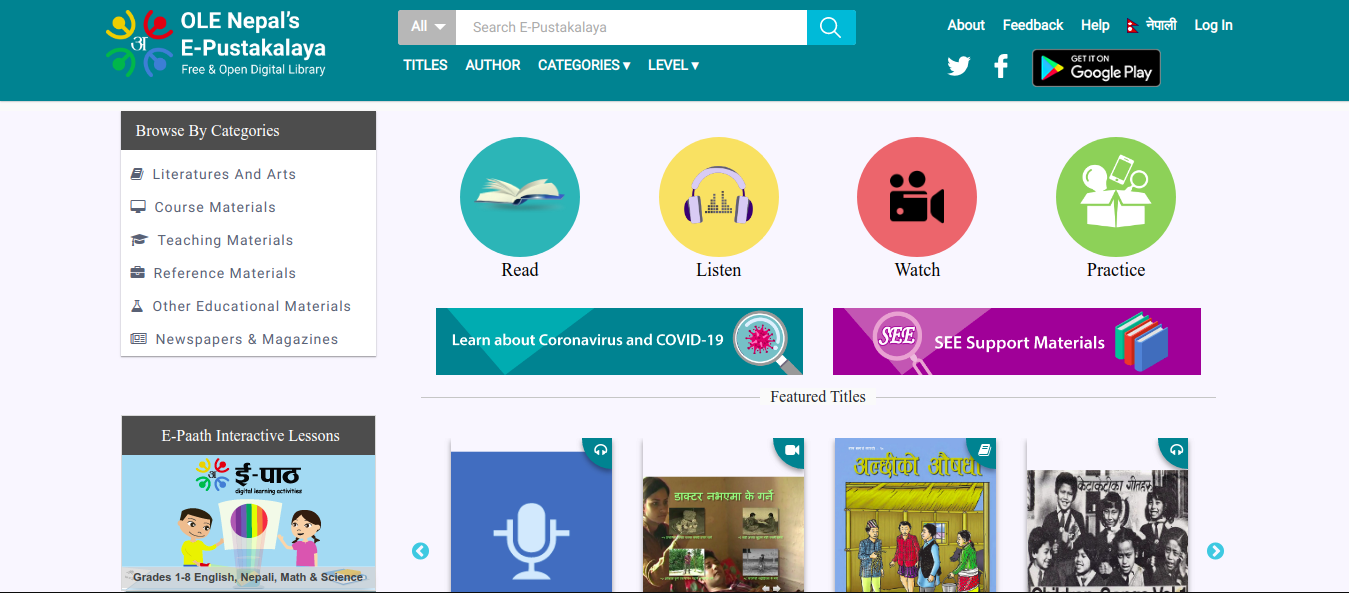 OLE Nepal's
E-Pustakalaya
Free & Open Digital Library
अ
All
Search E-Pustakalaya
TITLES AUTHOR CATEGORIES ▾ LEVEL ▾
About Feedback Help नेपाली Log In
GET IT ON
Google Play
Browse By Categories
Literatures And Arts
Course Materials
Teaching Materials
Reference Materials
Other Educational Materials
Newspapers & Magazines
Read Listen Watch Practice
Learn about Coronavirus and COVID-19
SEE
SEE Support Materials
Featured Titles
E-Paath Interactive Lessons
ई-पाठ
digital learning activities
Grades 1-8 English, Nepali, Math & Science
डाक्टर नभएमा के गर्ने
अल्छीको औषधी
केटाकेटीका गीतहरू